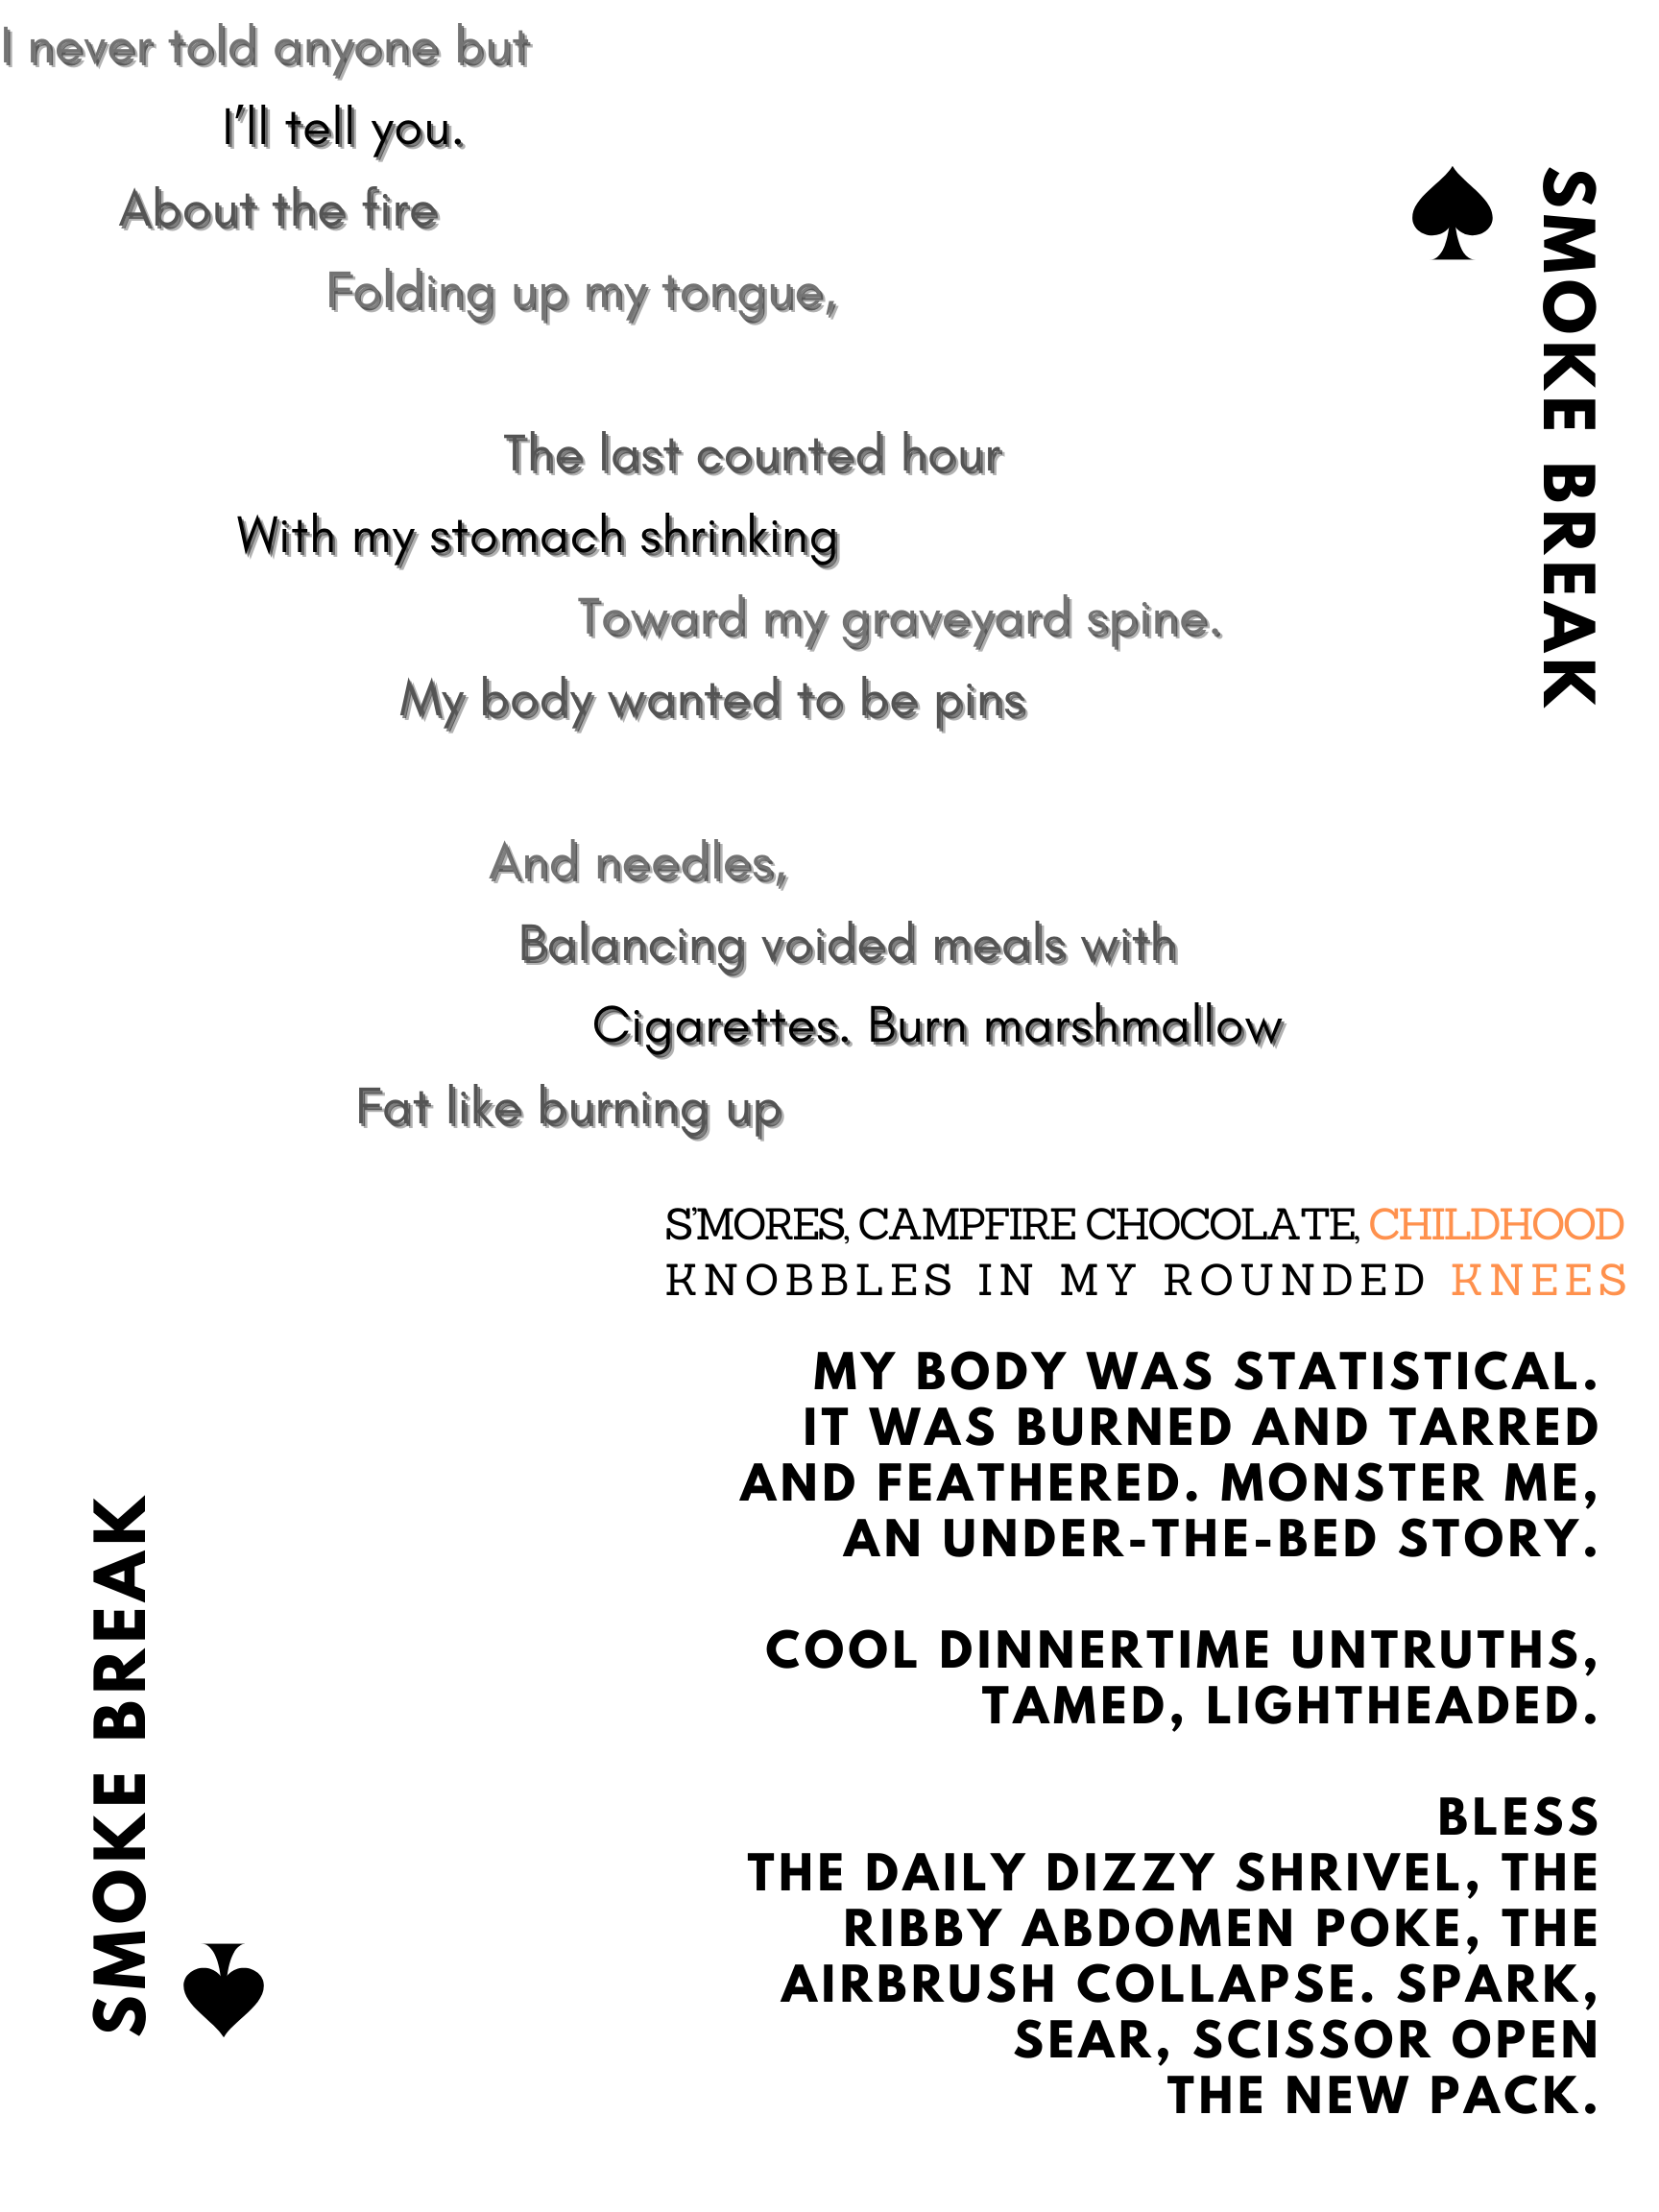 I never told anyone but
I'll tell you.
About the fire
Folding up my tongue,
The last counted hour
With my stomach shrinking
Toward my graveyard spine.
My body wanted to be pins
And needles,
Balancing voided meals with
Cigarettes. Burn marshmallow
Fat like burning up
S'MORES, CAMPFIRE CHOCOLATE, CHILDHOOD
KNOBBLES IN MY ROUNDED KNEES
MY BODY WAS STATISTICAL.
IT WAS BURNED AND TARRED
AND FEATHERED. MONSTER ME,
AN UNDER-THE-BED STORY.
COOL DINNERTIME UNTRUTHS,
TAMED, LIGHTHEADED.
BLESS
THE DAILY DIZZY SHRIVEL, THE
RIBBY ABDOMEN POKE, THE
AIRBRUSH COLLAPSE. SPARK,
SEAR, SCISSOR OPEN
THE NEW PACK.
SMOKE BREAK
SMOKE BREAK